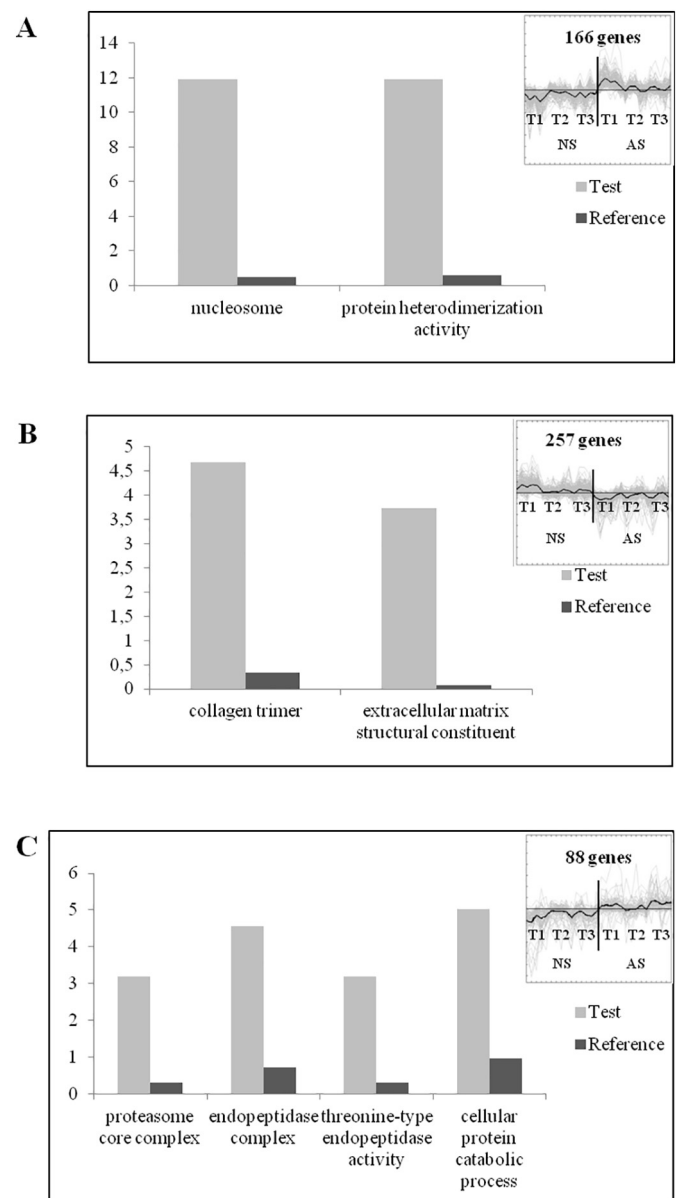 A
166 genes
14
12
10
8
6
4
2
0
T1 T2 T3 T1 T2 T3
NS AS
Test
Reference
nucleosome
protein heterodimerization
activity
B
257 genes
5
4,5
4
3,5
3
2,5
2
1,5
1
0,5
0
T1 T2 T3 T1 T2 T3
NS AS
Test
Reference
collagen trimer
extracellular matrix
structural constituent
C
88 genes
6
5
4
3
2
1
0
T1 T2 T3 T1 T2 T3
NS AS
Test
Reference
proteasome
core complex
endopeptidase
complex
threonine-type
endopeptidase
activity
cellular
protein
catabolic
process